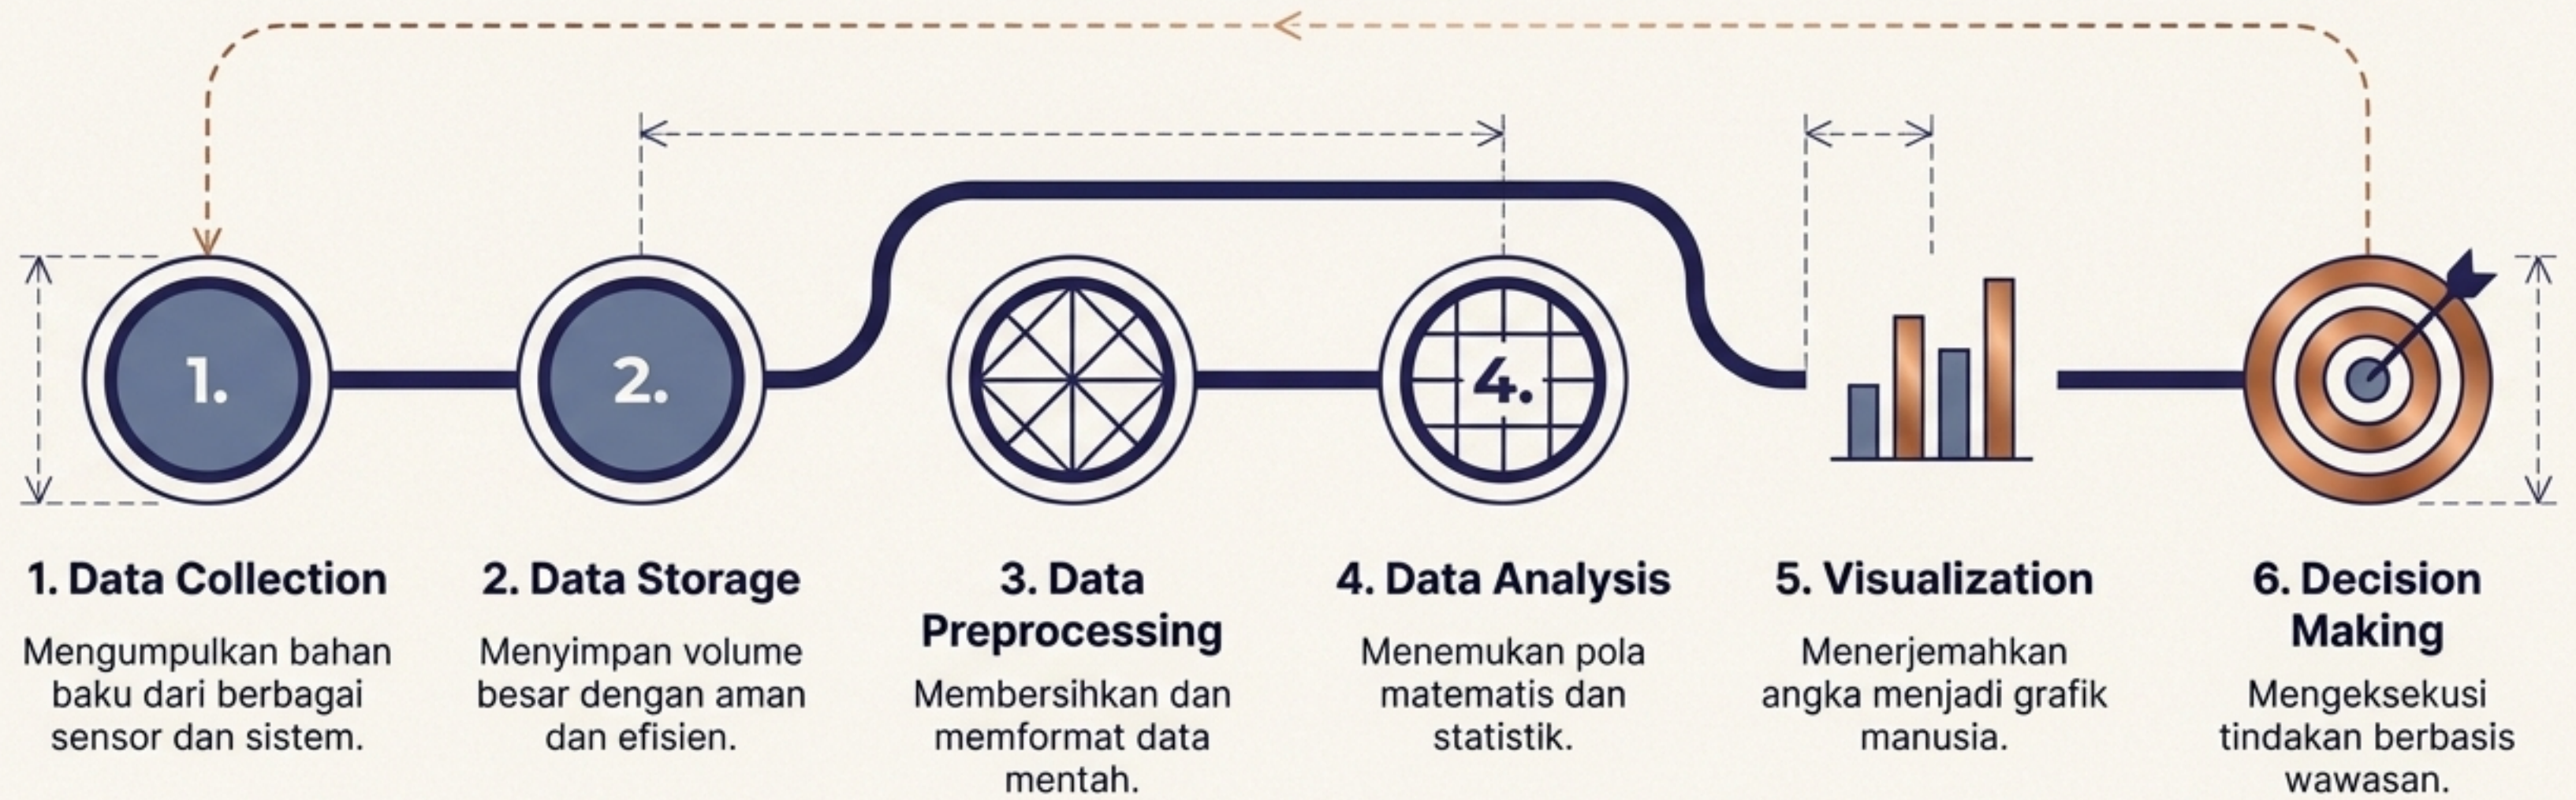 1.
2.
4.
1. Data Collection
Mengumpulkan bahan
baku dari berbagai
sensor dan sistem.
2. Data Storage
Menyimpan volume
besar dengan aman
dan efisien.
3. Data
Preprocessing
Membersihkan dan
memformat data
mentah.
4. Data Analysis
Menemukan pola
matematis dan
statistik.
5. Visualization
Menerjemahkan
angka menjadi grafik
manusia.
6. Decision
Making
Mengeksekusi
tindakan berbasis
wawasan.